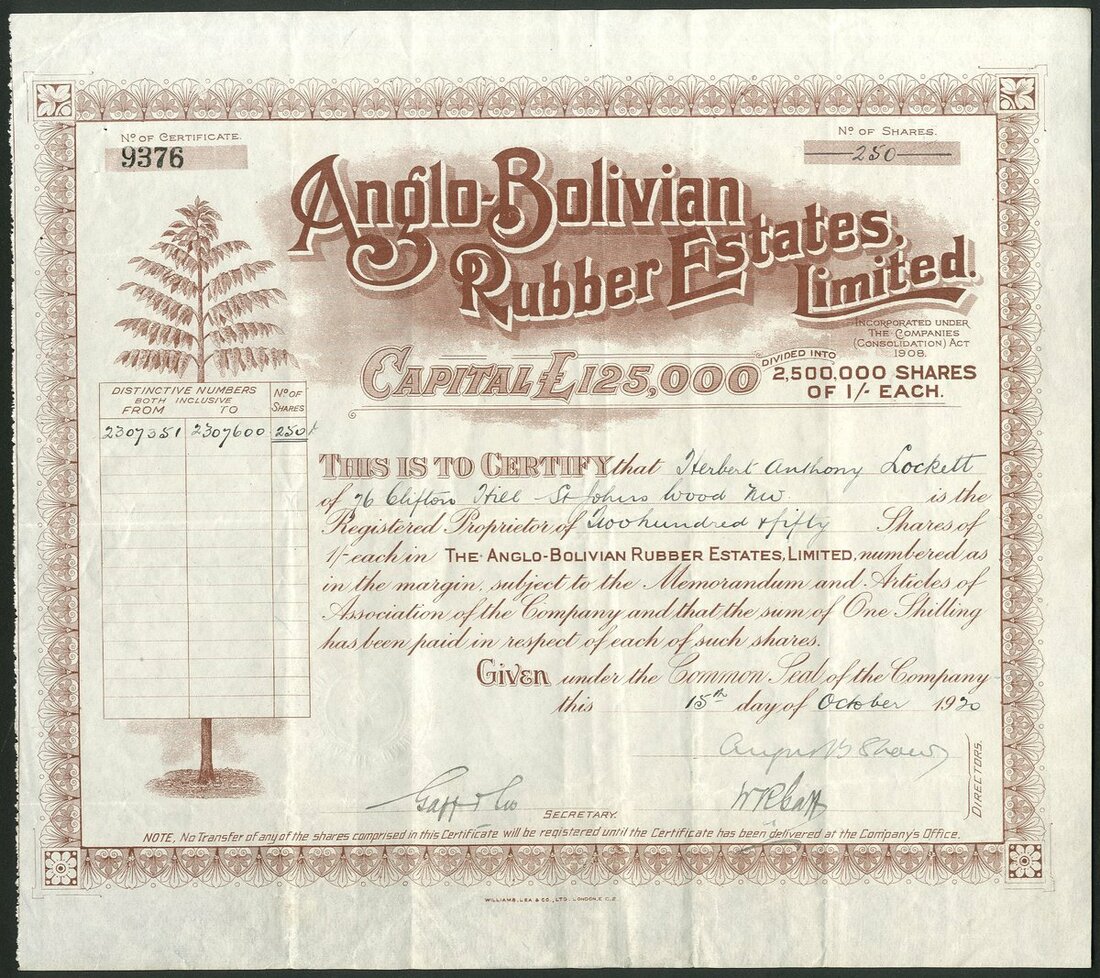 No OF CERTIFICATE.
9376
No OF SHARES.
250
Anglo-Bolivian
Rubber Estates,
Limited.
INCORPORATED UNDER
THE COMPANIES
(CONSOLIDATION) ACT
1908.
CAPITAL £125,000
DIVIDED INTO
2,500,000 SHARES
OF 1/- EACH.
DISTINCTIVE NUMBERS
BOTH INCLUSIVE
FROM TO
No OF
SHARES
2307351 2307600 250
THIS IS TO CERTIFY that Herbert Anthony Lockett
of 76 Clifton Hill St Johns Wood NW. is the
Registered Proprietor of Two hundred & fifty Shares of
1/- each in THE ANGLO-BOLIVIAN RUBBER ESTATES, LIMITED, numbered as
in the margin, subject to the Memorandum and Articles of
Association of the Company and that the sum of One Shilling
has been paid in respect of each of such shares.
GIVEN under the Common Seal of the Company
this 15th day of October 1920
DIRECTORS.
SECRETARY.
NOTE, No Transfer of any of the shares comprised in this Certificate will be registered until the Certificate has been delivered at the Company's Office.
WILLIAMS, LEA & CO., LTD. LONDON, E.C.2